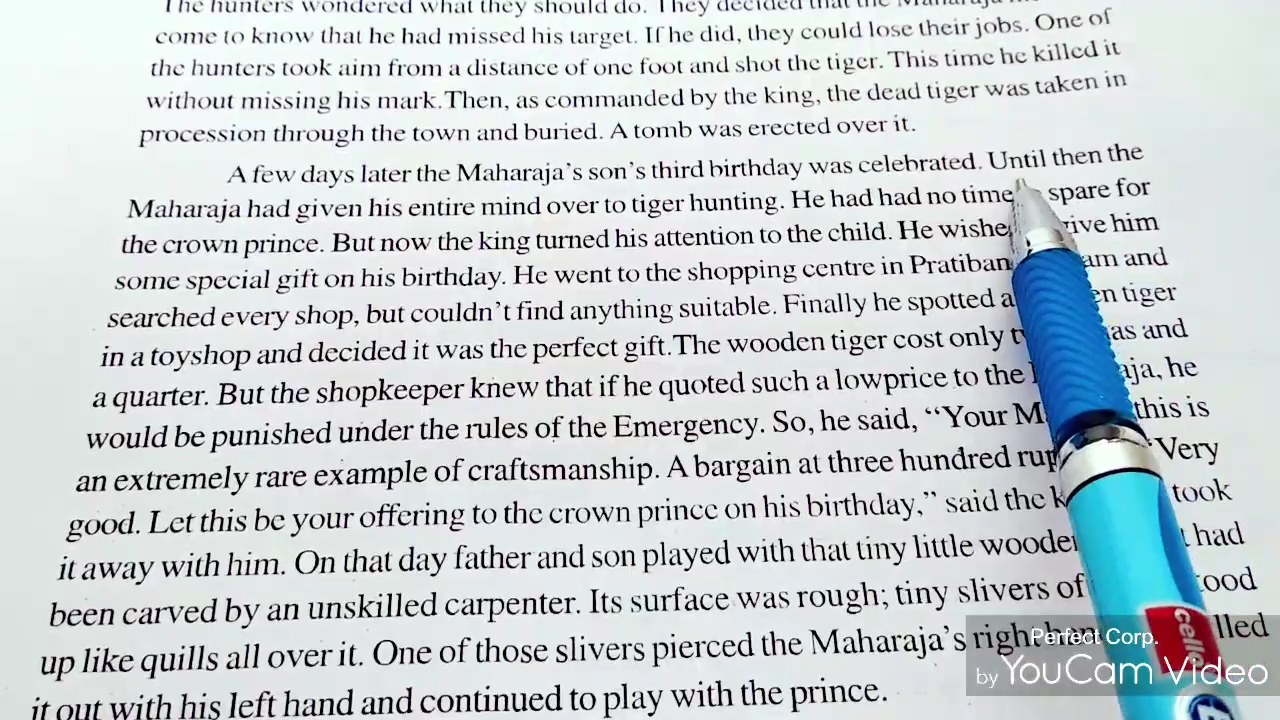 The hunters wondered what they should do. They decided that the Maharaja
come to know that he had missed his target. If he did, they could lose their jobs. One of
the hunters took aim from a distance of one foot and shot the tiger. This time he killed it
without missing his mark.Then, as commanded by the king, the dead tiger was taken in
procession through the town and buried. A tomb was erected over it.
A few days later the Maharaja's son's third birthday was celebrated. Until then the
Maharaja had given his entire mind over to tiger hunting. He had had no time spare for
the crown prince. But now the king turned his attention to the child. He him
some special gift on his birthday. He went to the shopping centre in and
searched every shop, but couldn't find anything suitable. Finally he spotted a tiger
in a toyshop and decided it was the perfect gift.The wooden tiger cost only and
a quarter. But the shopkeeper knew that if he quoted such a lowprice to the he
would be punished under the rules of the Emergency. So, he said, “Your this is
an extremely rare example of craftsmanship. A bargain at three hundred “Very
good. Let this be your offering to the crown prince on his birthday,” said the took
it away with him. On that day father and son played with that tiny little had
been carved by an unskilled carpenter. Its surface was rough; tiny slivers of
up like quills all over it. One of those slivers pierced the Maharaja's right
it out with his left hand and continued to play with the prince.
cello
Perfect Corp.
by YouCam Video